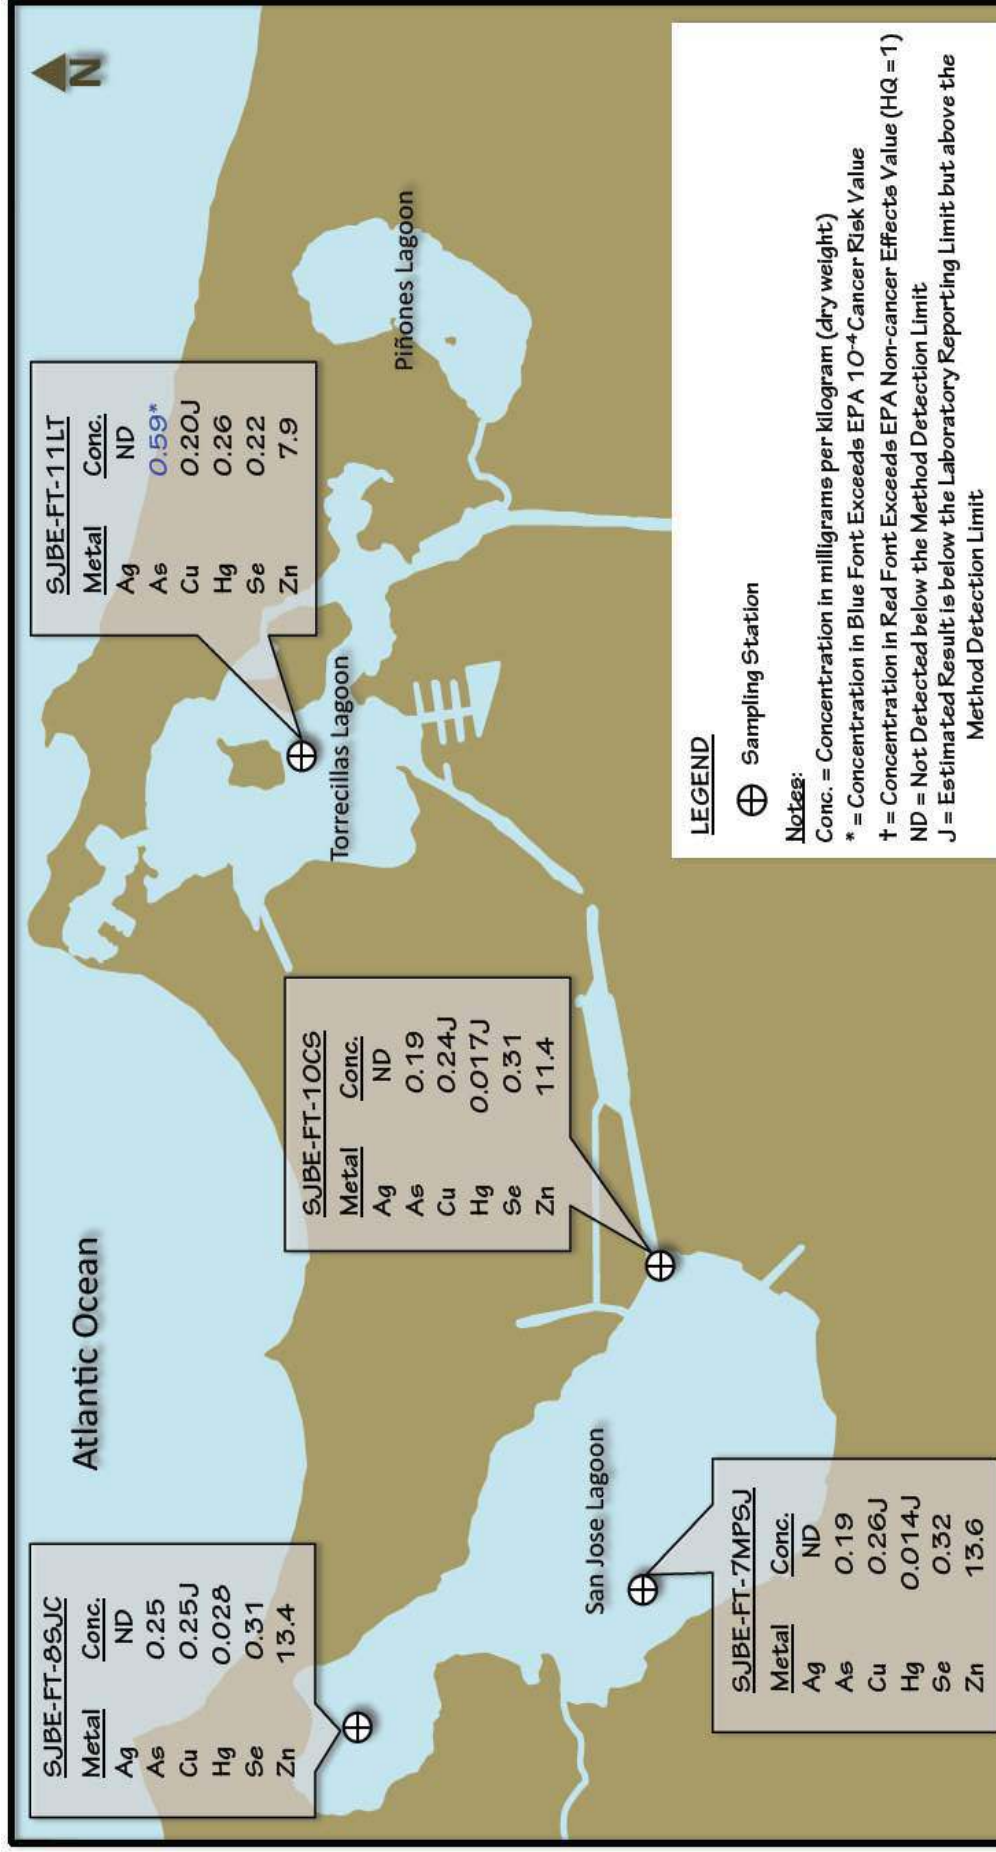 N
Atlantic Ocean
SJBE-FT-8SJC
Metal Conc.
Ag ND
As 0.25
Cu 0.25J
Hg 0.028
Se 0.31
Zn 13.4
SJBE-FT-10CS
Metal Conc.
Ag ND
As 0.19
Cu 0.24J
Hg 0.017J
Se 0.31
Zn 11.4
SJBE-FT-11LT
Metal Conc.
Ag ND
As 0.59*
Cu 0.20J
Hg 0.26
Se 0.22
Zn 7.9
Torrecillas Lagoon
Piñones Lagoon
San Jose Lagoon
SJBE-FT-7MPSJ
Metal Conc.
Ag ND
As 0.19
Cu 0.26J
Hg 0.014J
Se 0.32
Zn 13.6
LEGEND
Sampling Station
Notes:
Conc. = Concentration in milligrams per kilogram (dry weight)
* = Concentration in Blue Font Exceeds EPA 10⁻⁴ Cancer Risk Value
† = Concentration in Red Font Exceeds EPA Non-cancer Effects Value (HQ = 1)
ND = Not Detected below the Method Detection Limit
J = Estimated Result is below the Laboratory Reporting Limit but above the
Method Detection Limit